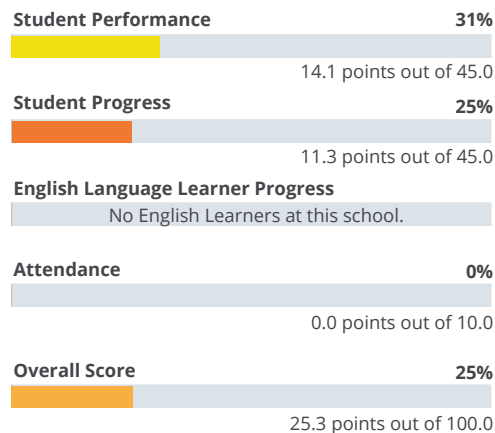 Student Performance 31%
14.1 points out of 45.0
Student Progress 25%
11.3 points out of 45.0
English Language Learner Progress
No English Learners at this school.
Attendance 0%
0.0 points out of 10.0
Overall Score 25%
25.3 points out of 100.0